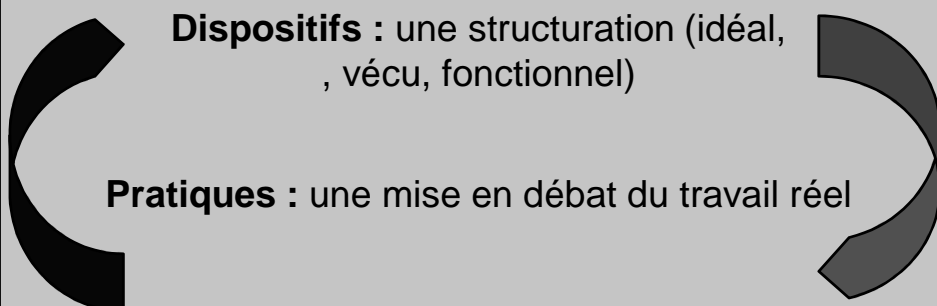 Dispositifs : une structuration (idéal,
, vécu, fonctionnel)
Pratiques : une mise en débat du travail réel